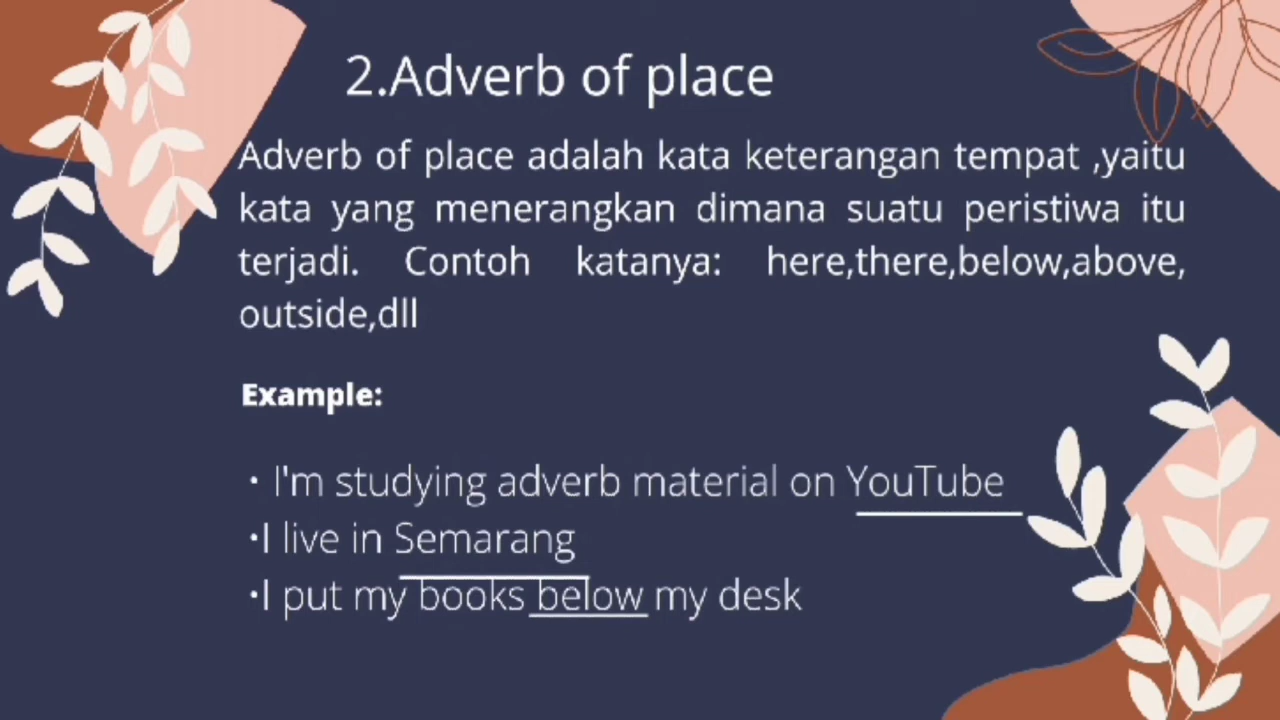 2.Adverb of place
Adverb of place adalah kata keterangan tempat ,yaitu
kata yang menerangkan dimana suatu peristiwa itu
terjadi. Contoh katanya: here,there,below,above,
outside,dll
Example:
• I'm studying adverb material on YouTube
•I live in Semarang
•I put my books below my desk